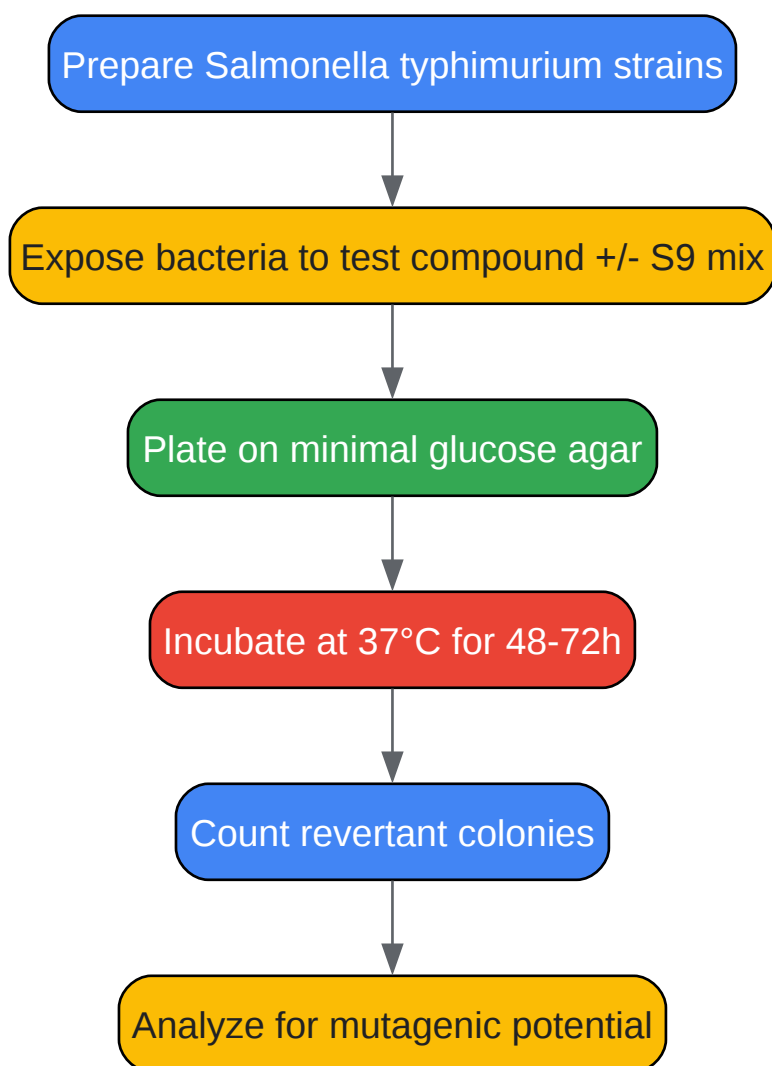 Prepare Salmonella typhimurium strains
Expose bacteria to test compound +/- S9 mix
Plate on minimal glucose agar
Incubate at 37°C for 48-72h
Count revertant colonies
Analyze for mutagenic potential